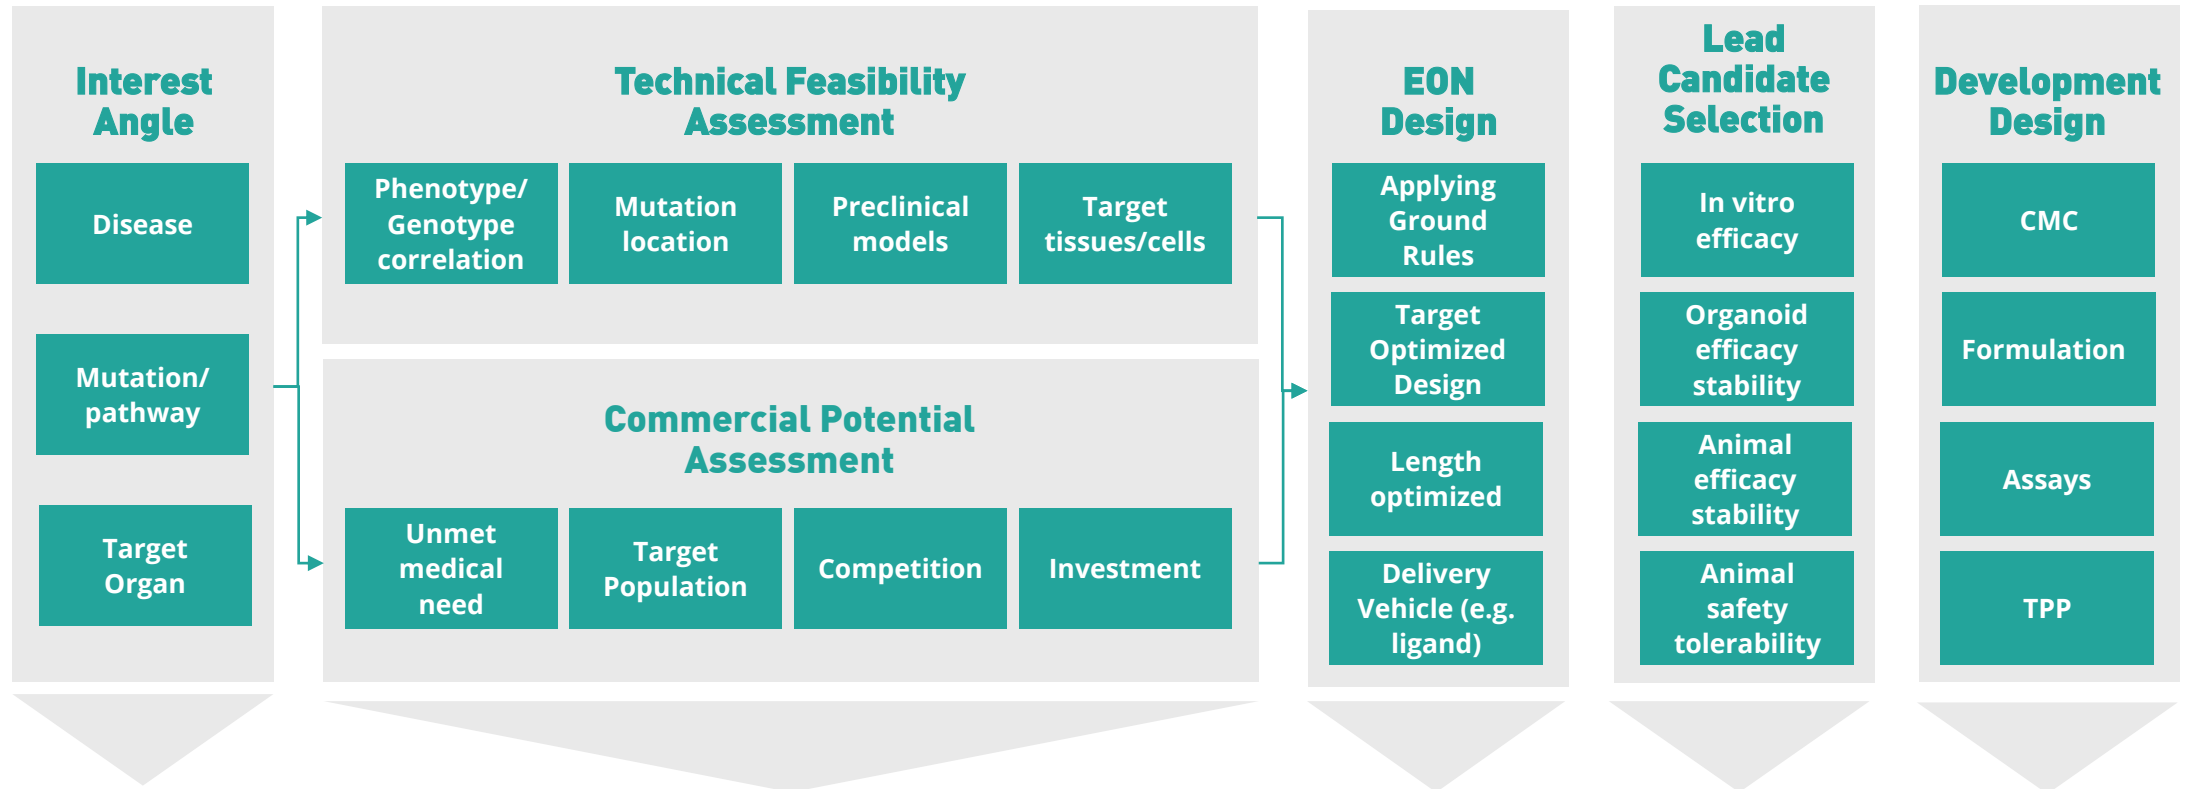 Interest
Angle
Disease
Mutation/
pathway
Target
Organ
Technical Feasibility
Assessment
Phenotype/
Genotype
correlation
Mutation
location
Preclinical
models
Target
tissues/cells
Commercial Potential
Assessment
Unmet
medical
need
Target
Population
Competition
Investment
EON
Design
Applying
Ground
Rules
Target
Optimized
Design
Length
optimized
Delivery
Vehicle (e.g.
ligand)
Lead
Candidate
Selection
In vitro
efficacy
Organoid
efficacy
stability
Animal
efficacy
stability
Animal
safety
tolerability
Development
Design
CMC
Formulation
Assays
TPP